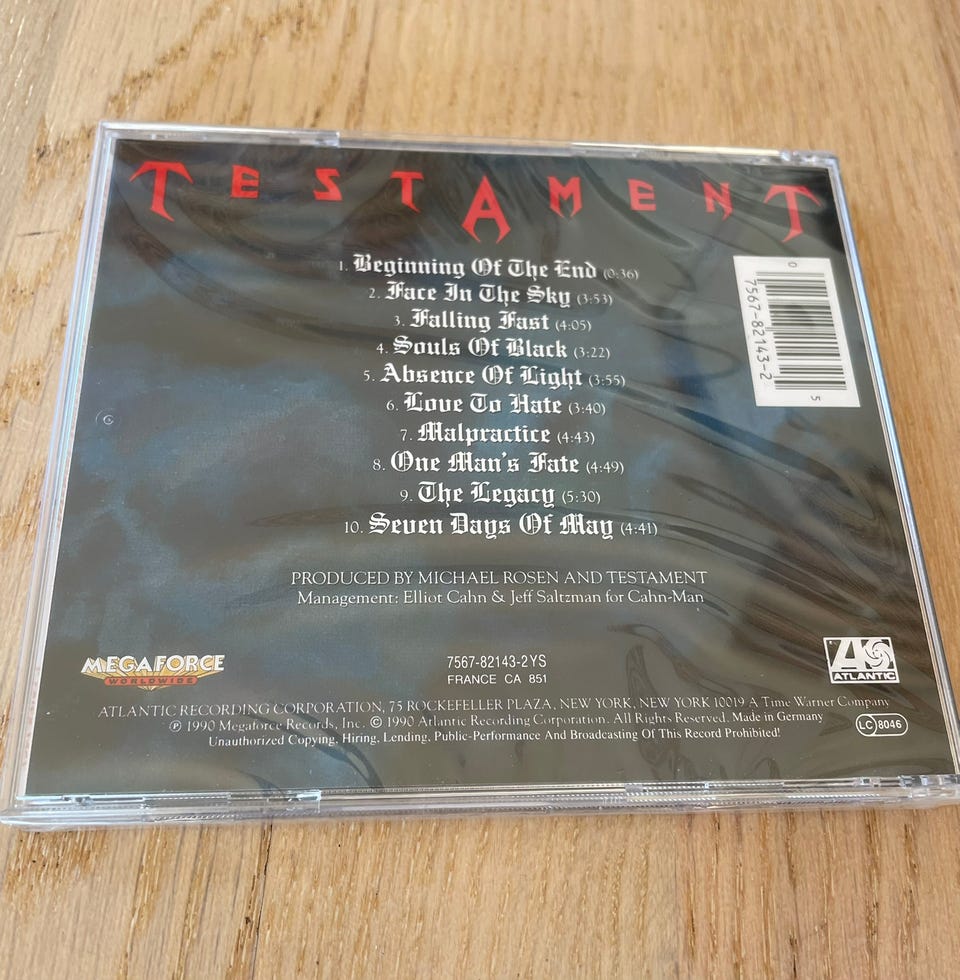 TESTAMENT
1. Beginning Of The End (0:36)
2. Face In The Sky (3:53)
3. Falling Fast (4:05)
4. Souls Of Black (3:22)
5. Absence Of Light (3:55)
6. Love To Hate (3:40)
7. Malpractice (4:43)
8. One Man's Fate (4:49)
9. The Legacy (5:30)
10. Seven Days Of May (4:41)
0
7567-82143-2
5
PRODUCED BY MICHAEL ROSEN AND TESTAMENT
Management: Elliot Cahn & Jeff Saltzman for Cahn-Man
MEGAFORCE
WORLDWIDE
7567-82143-2YS
FRANCE CA 851
ATLANTIC
ATLANTIC RECORDING CORPORATION, 75 ROCKEFELLER PLAZA, NEW YORK, NEW YORK 10019 A Time Warner Company
℗ 1990 Megaforce Records, Inc. © 1990 Atlantic Recording Corporation. All Rights Reserved. Made in Germany
LC 8046
Unauthorized Copying, Hiring, Lending, Public-Performance And Broadcasting Of This Record Prohibited!